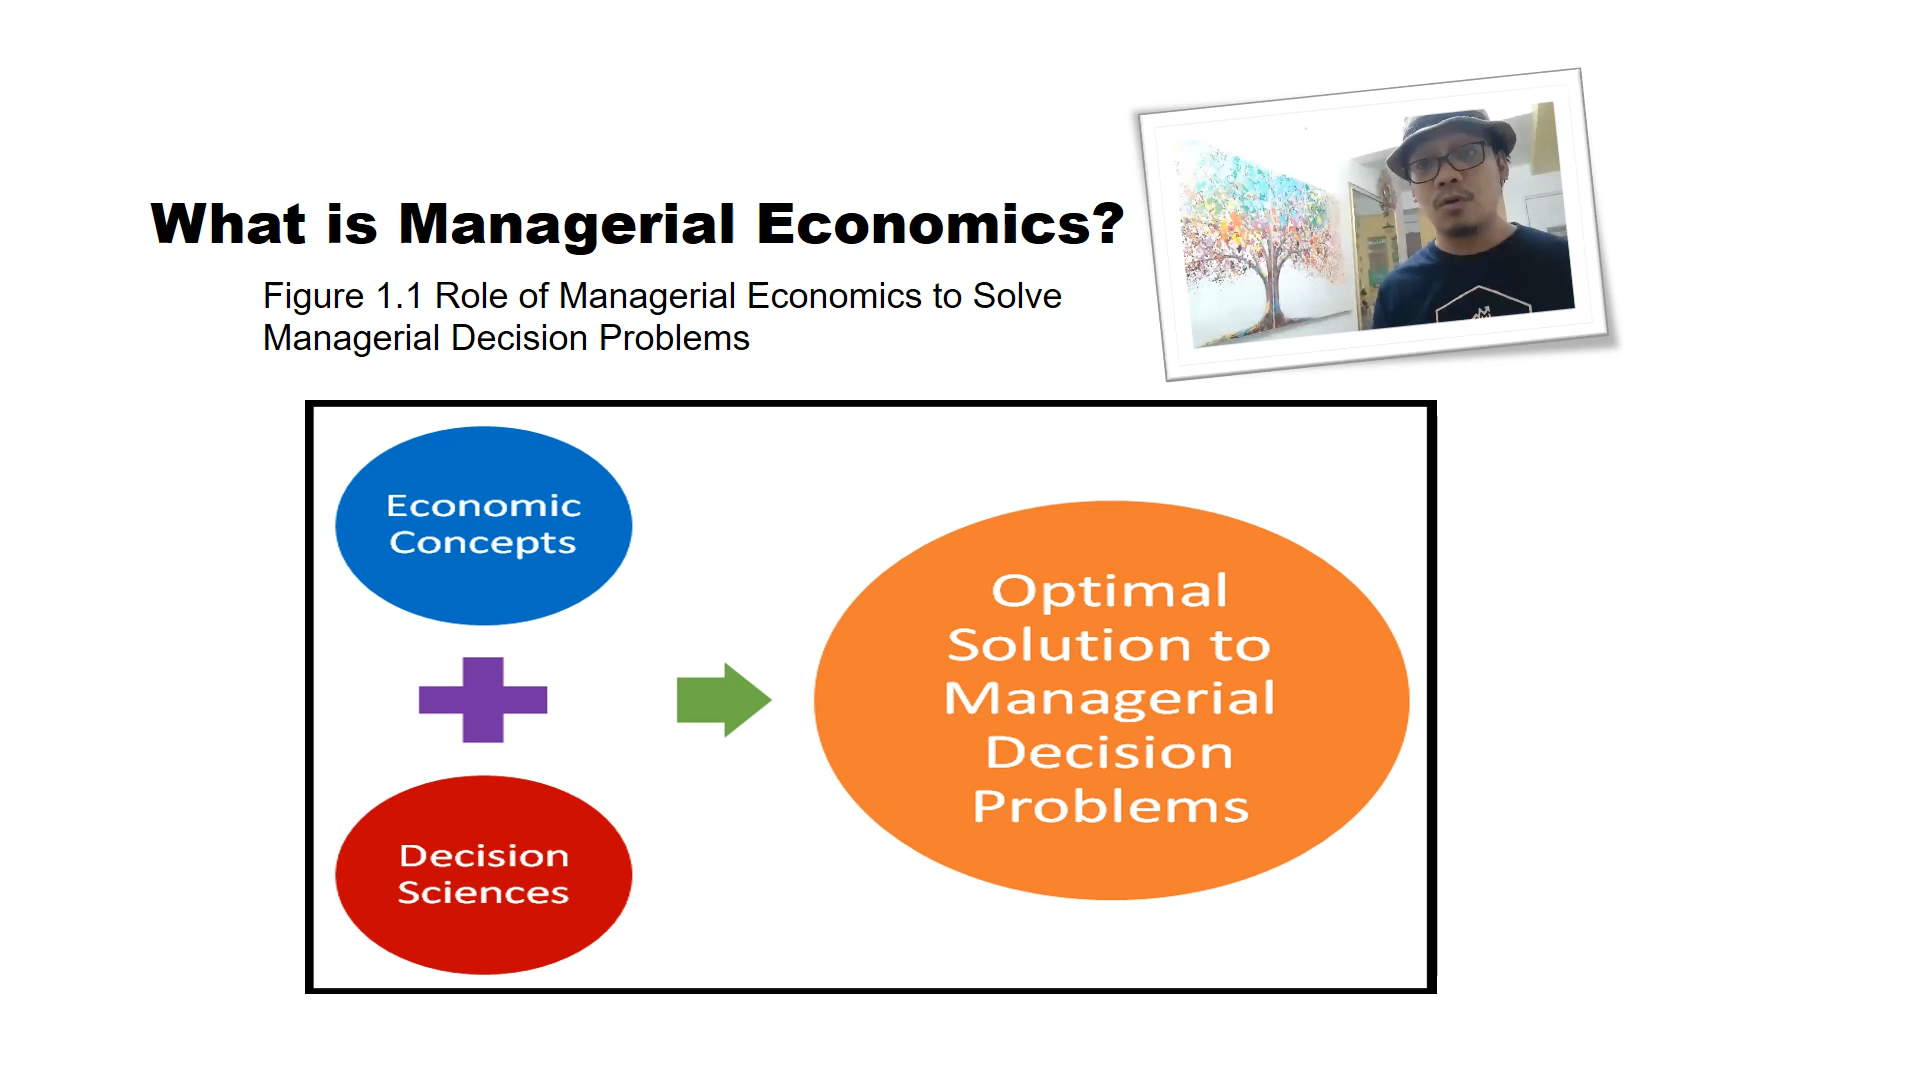 What is Managerial Economics?
Figure 1.1 Role of Managerial Economics to Solve
Managerial Decision Problems
Economic
Concepts
Decision
Sciences
Optimal
Solution to
Managerial
Decision
Problems